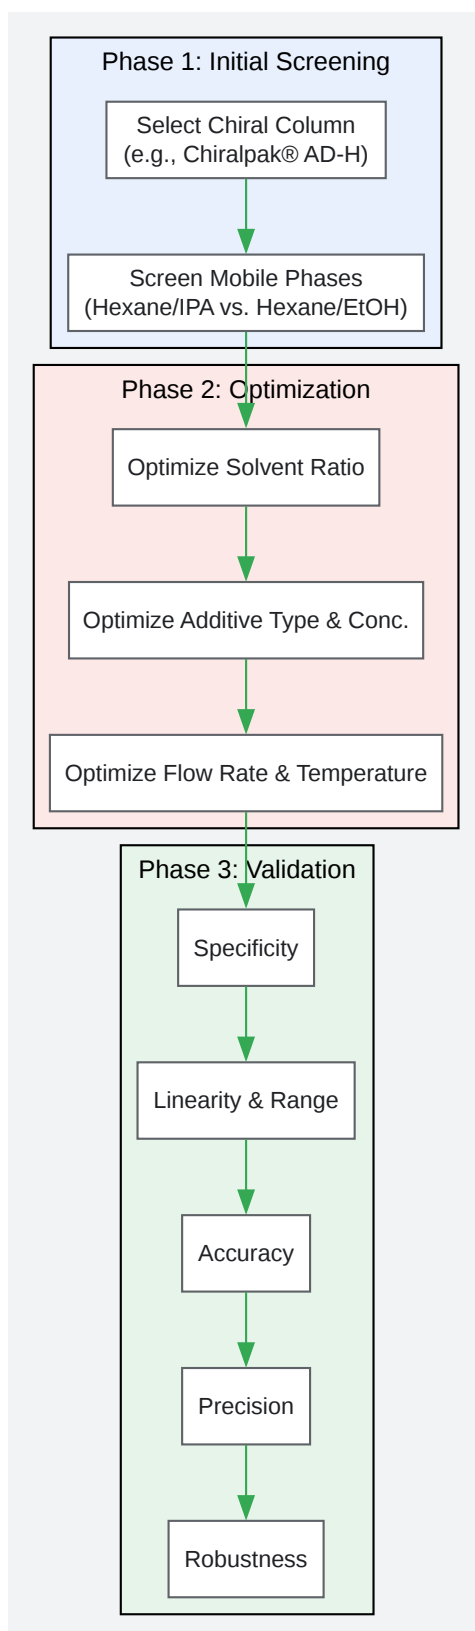 Phase 1: Initial Screening
Select Chiral Column
(e.g., Chiralpak® AD-H)
Screen Mobile Phases
(Hexane/IPA vs. Hexane/EtOH)
Phase 2: Optimization
Optimize Solvent Ratio
Optimize Additive Type & Conc.
Optimize Flow Rate & Temperature
Phase 3: Validation
Specificity
Linearity & Range
Accuracy
Precision
Robustness